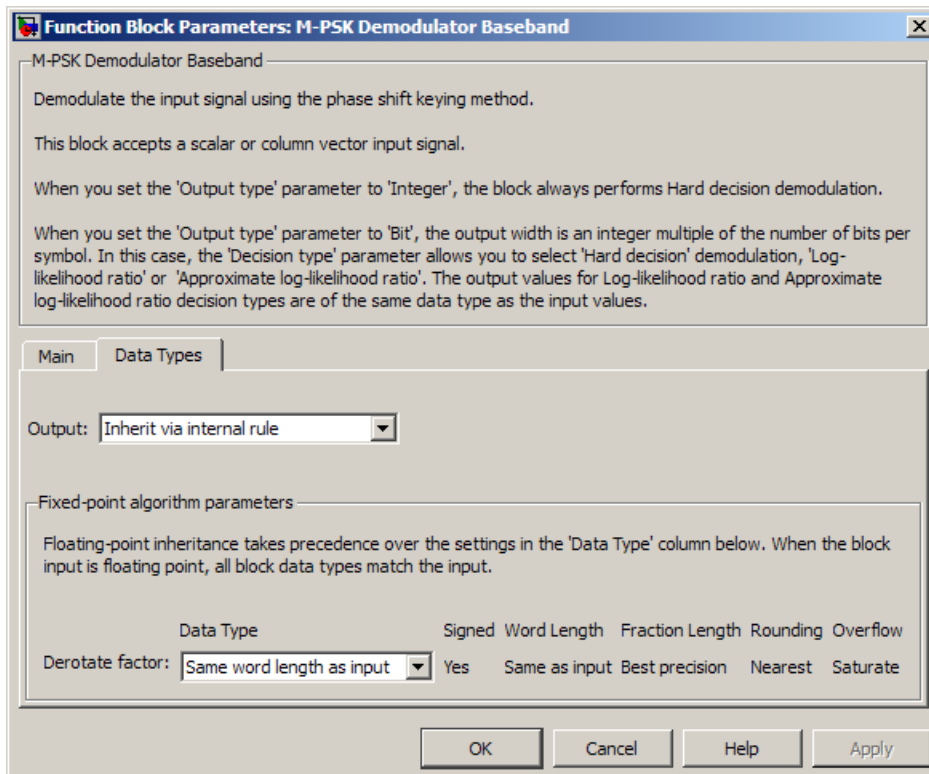 Function Block Parameters: M-PSK Demodulator Baseband
M-PSK Demodulator Baseband
Demodulate the input signal using the phase shift keying method.
This block accepts a scalar or column vector input signal.
When you set the 'Output type' parameter to 'Integer', the block always performs Hard decision demodulation.
When you set the 'Output type' parameter to 'Bit', the output width is an integer multiple of the number of bits per
symbol. In this case, the 'Decision type' parameter allows you to select 'Hard decision' demodulation, 'Log-
likelihood ratio' or 'Approximate log-likelihood ratio'. The output values for Log-likelihood ratio and Approximate
log-likelihood ratio decision types are of the same data type as the input values.
Main Data Types
Output: Inherit via internal rule
Fixed-point algorithm parameters
Floating-point inheritance takes precedence over the settings in the 'Data Type' column below. When the block
input is floating point, all block data types match the input.
Data Type Signed Word Length Fraction Length Rounding Overflow
Derotate factor: Same word length as input Yes Same as input Best precision Nearest Saturate
OK Cancel Help Apply